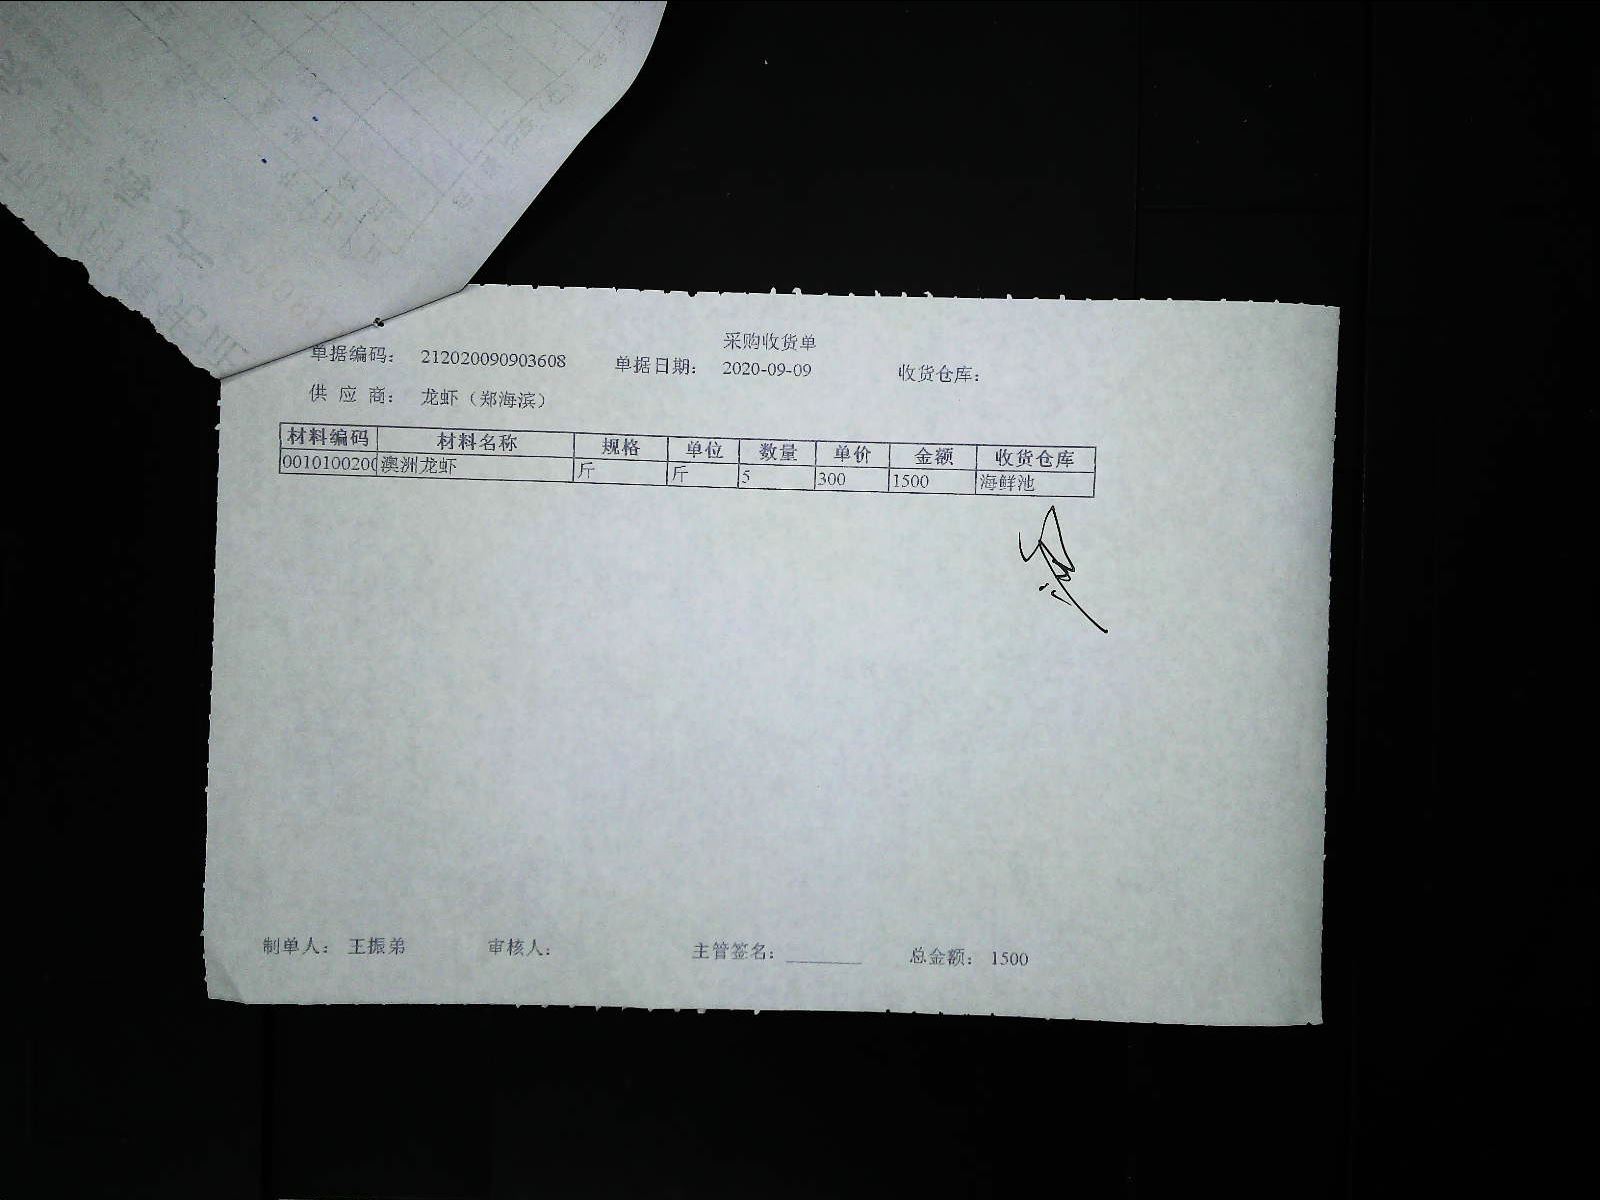 采购收货单
单据编码： 212020090903608 单据日期： 2020-09-09 收货仓库：
供 应 商： 龙虾（郑海滨）
材料编码 材料名称 规格 单位 数量 单价 金额 收货仓库
0010100200 澳洲龙虾 斤 斤 5 300 1500 海鲜池
制单人： 王振弟 审核人： 主管签名： ________ 总金额： 1500